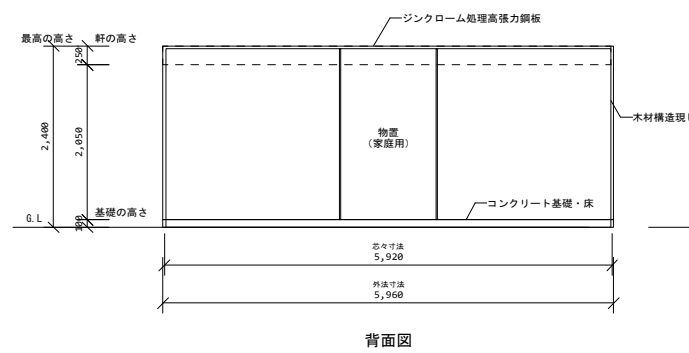 ジンクローム処理高張力鋼板
最高の高さ
軒の高さ
250
2,400
2,050
物置
(家庭用)
木材構造現
コンクリート基礎・床
基礎の高さ
G.L
100
芯々寸法
5,920
外法寸法
5,960
背面図